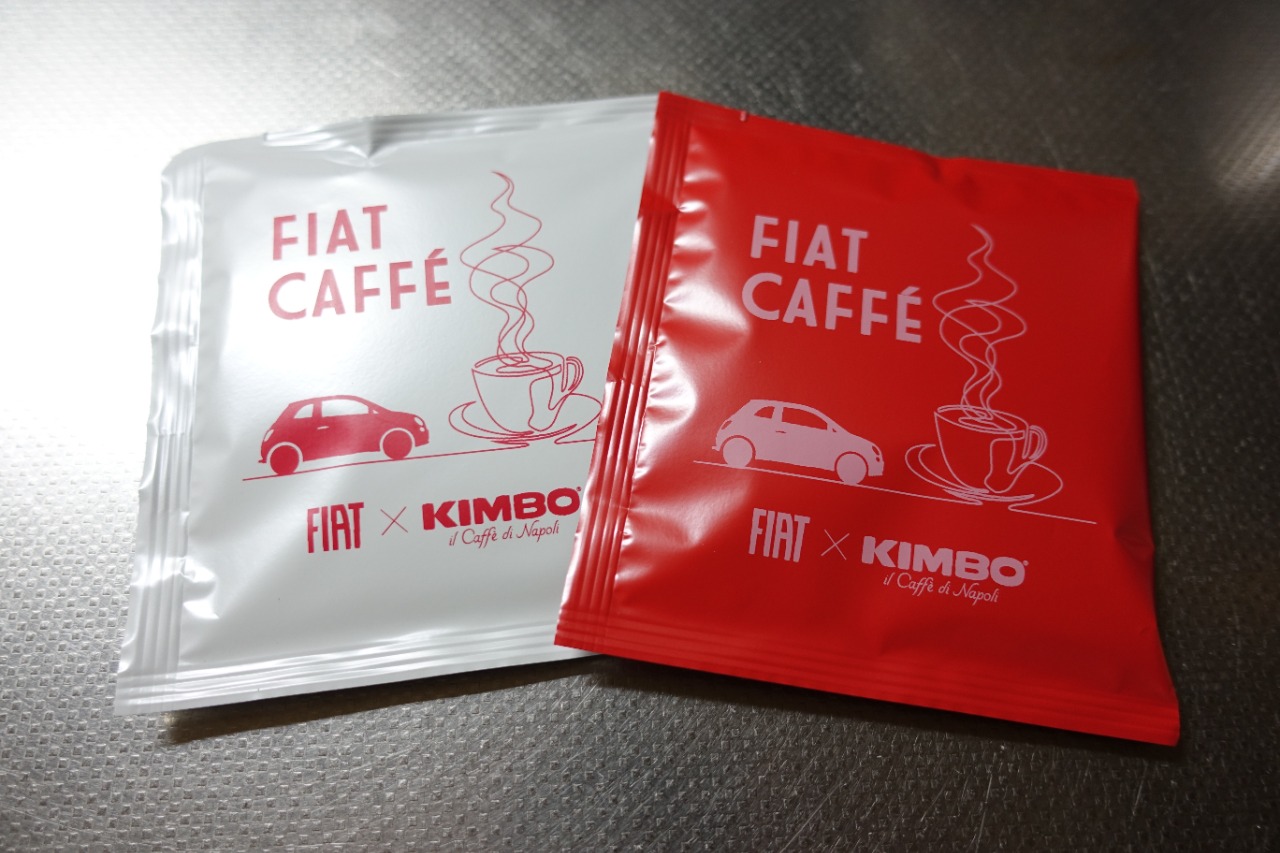 FIAT
CAFFÉ
FIAT × KIMBO®
il Caffè di Napoli
FIAT
CAFFÉ
FIAT × KIMBO®
il Caffè di Napoli